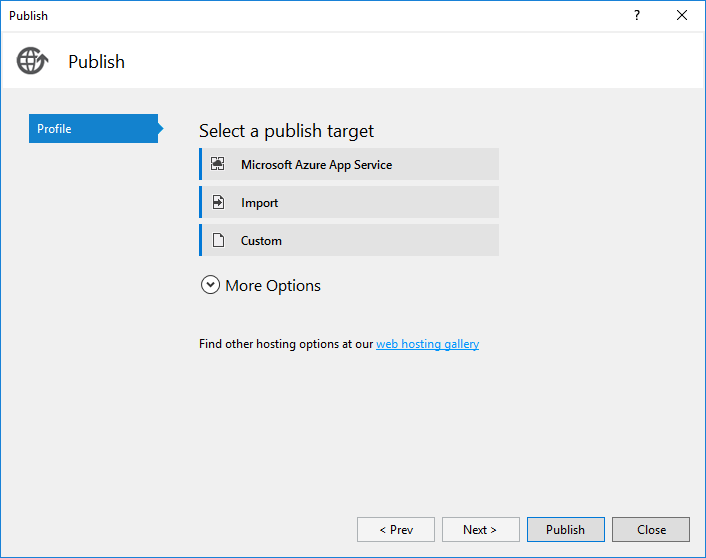 Publish
?
Publish
Profile
Select a publish target
Microsoft Azure App Service
Import
Custom
More Options
Find other hosting options at our web hosting gallery
< Prev
Next >
Publish
Close